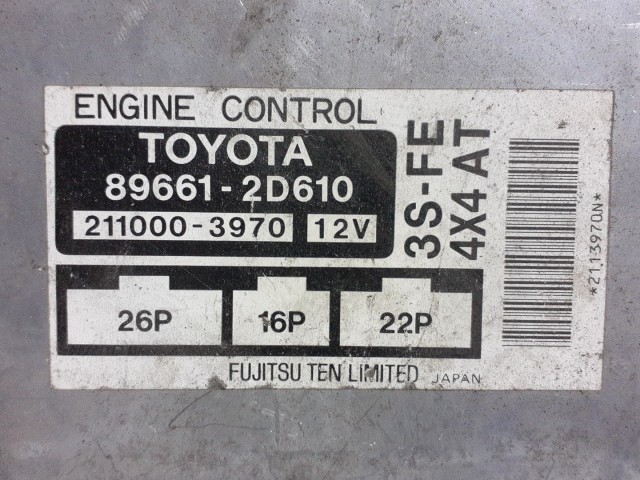 ENGINE CONTROL
TOYOTA
89661-2D610
211000-3970 12V
3S-FE
4X4 AT
26P 16P 22P
FUJITSU TEN LIMITED JAPAN
*2113970N*